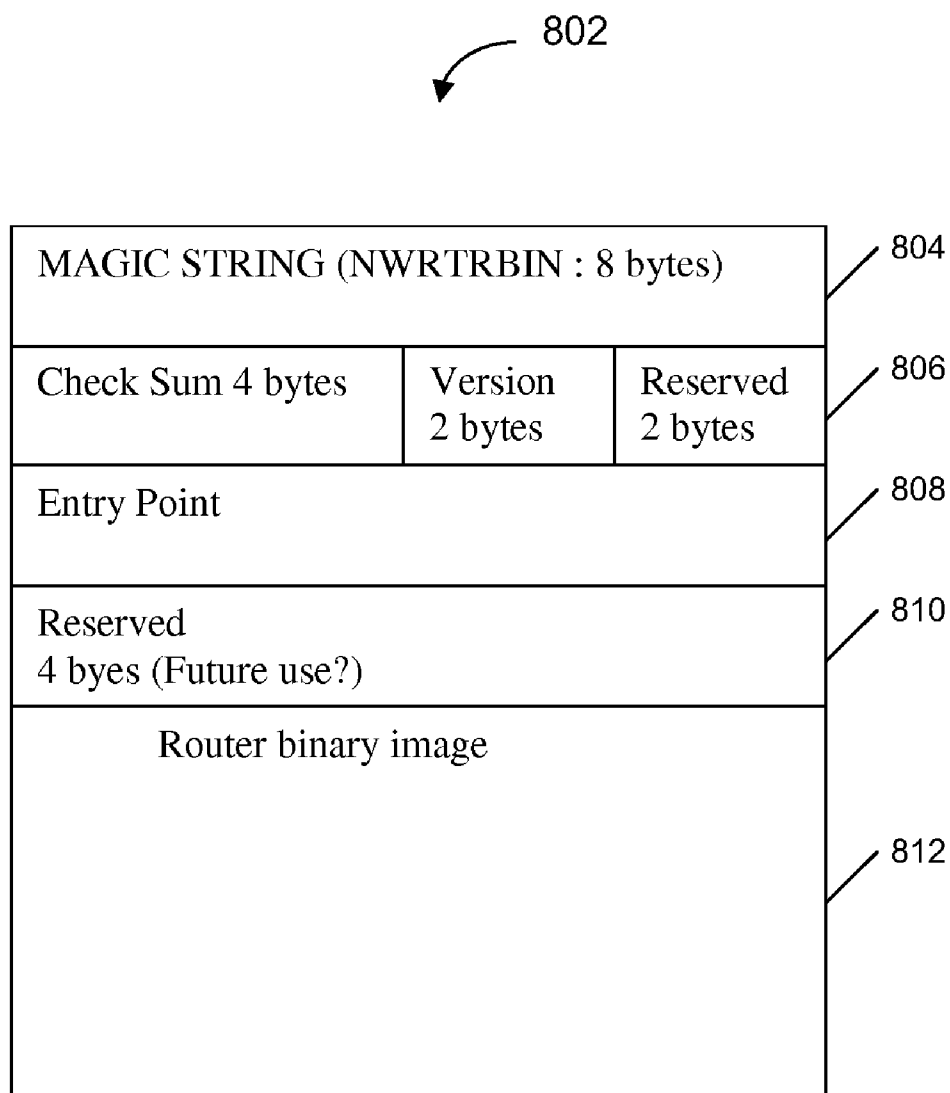 802
MAGIC STRING (NWRTRBIN : 8 bytes)
804
Check Sum 4 bytes
Version
2 bytes
Reserved
2 bytes
806
Entry Point
808
Reserved
4 byes (Future use?)
810
Router binary image
812